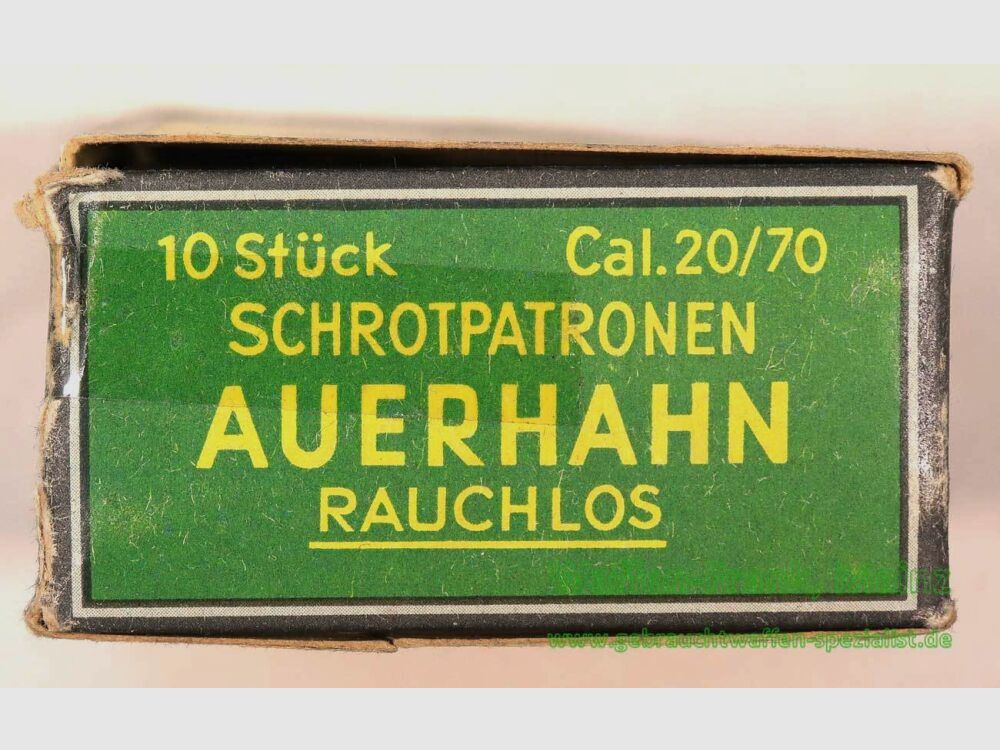 10 Stück Cal. 20/70
SCHROTPATRONEN
AUERHAHN
RAUCHLOS
www.gebrauchtwaffen-spezialist.de